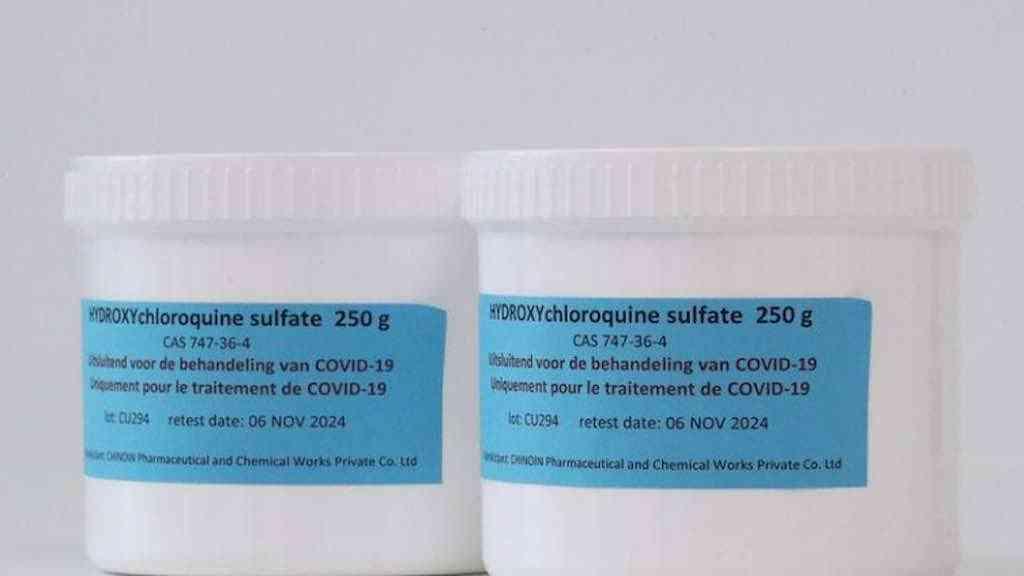 HYDROXYchloroquine sulfate 250 g
CAS 747-36-4
Uitsluitend voor de behandeling van COVID-19
Uniquement pour le traitement de COVID-19
lot: CU294 retest date: 06 NOV 2024
CHINOIN Pharmaceutical and Chemical Works Private Co. Ltd
HYDROXYchloroquine sulfate 250 g
CAS 747-36-4
Uitsluitend voor de behandeling van COVID-19
Uniquement pour le traitement de COVID-19
lot: CU294 retest date: 06 NOV 2024
CHINOIN Pharmaceutical and Chemical Works Private Co. Ltd